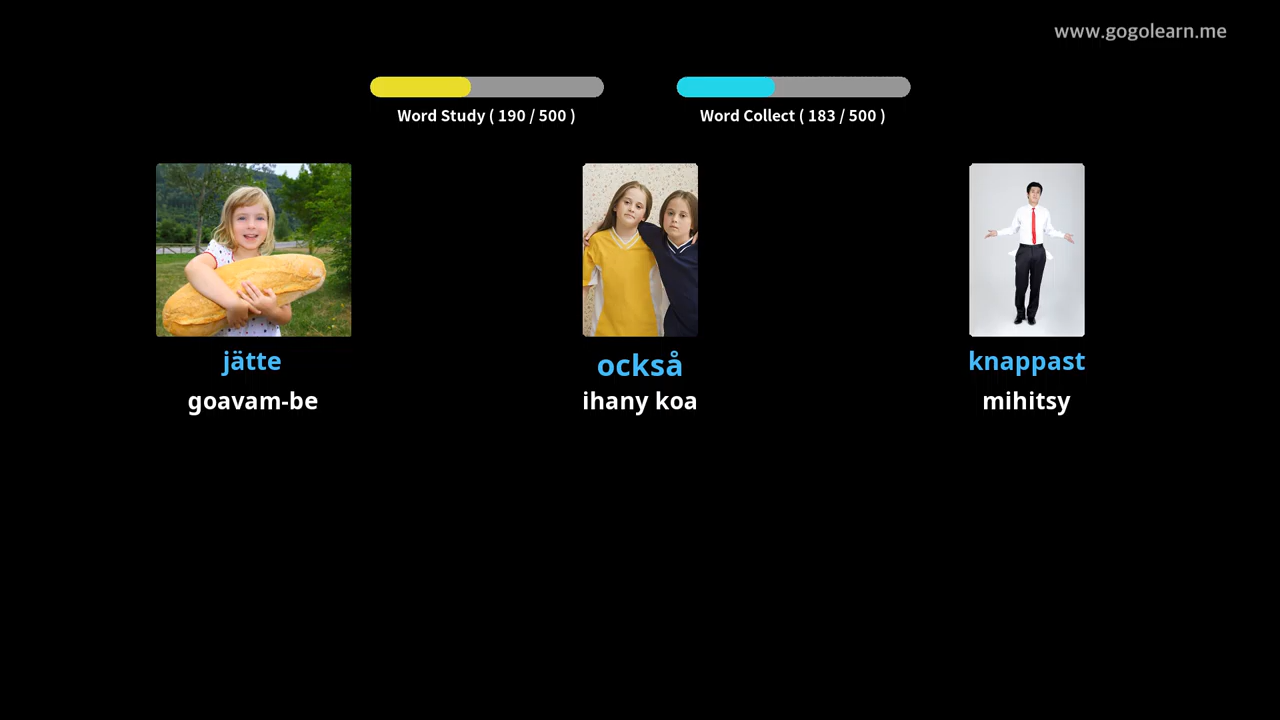 www.gogolearn.me
Word Study ( 190 / 500 )
Word Collect ( 183 / 500 )
jätte
goavam-be
också
ihany koa
knappast
mihitsy